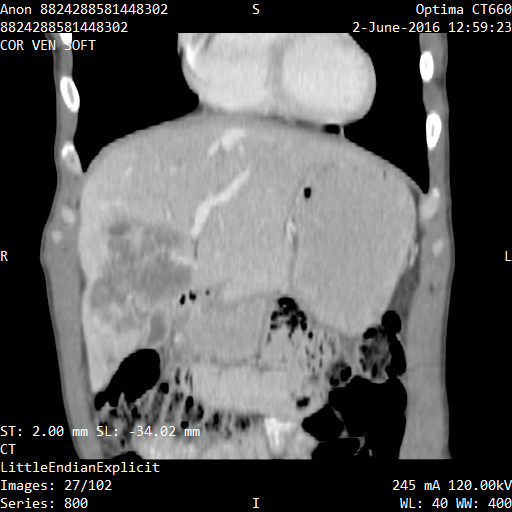 Anon 8824288581448302 S Optima CT660
8824288581448302 2-June-2016 12:59:23
COR VEN SOFT
R L
ST: 2.00 mm SL: -34.02 mm
CT
LittleEndianExplicit
Images: 27/102 245 mA 120.00kV
Series: 800 I WL: 40 WW: 400